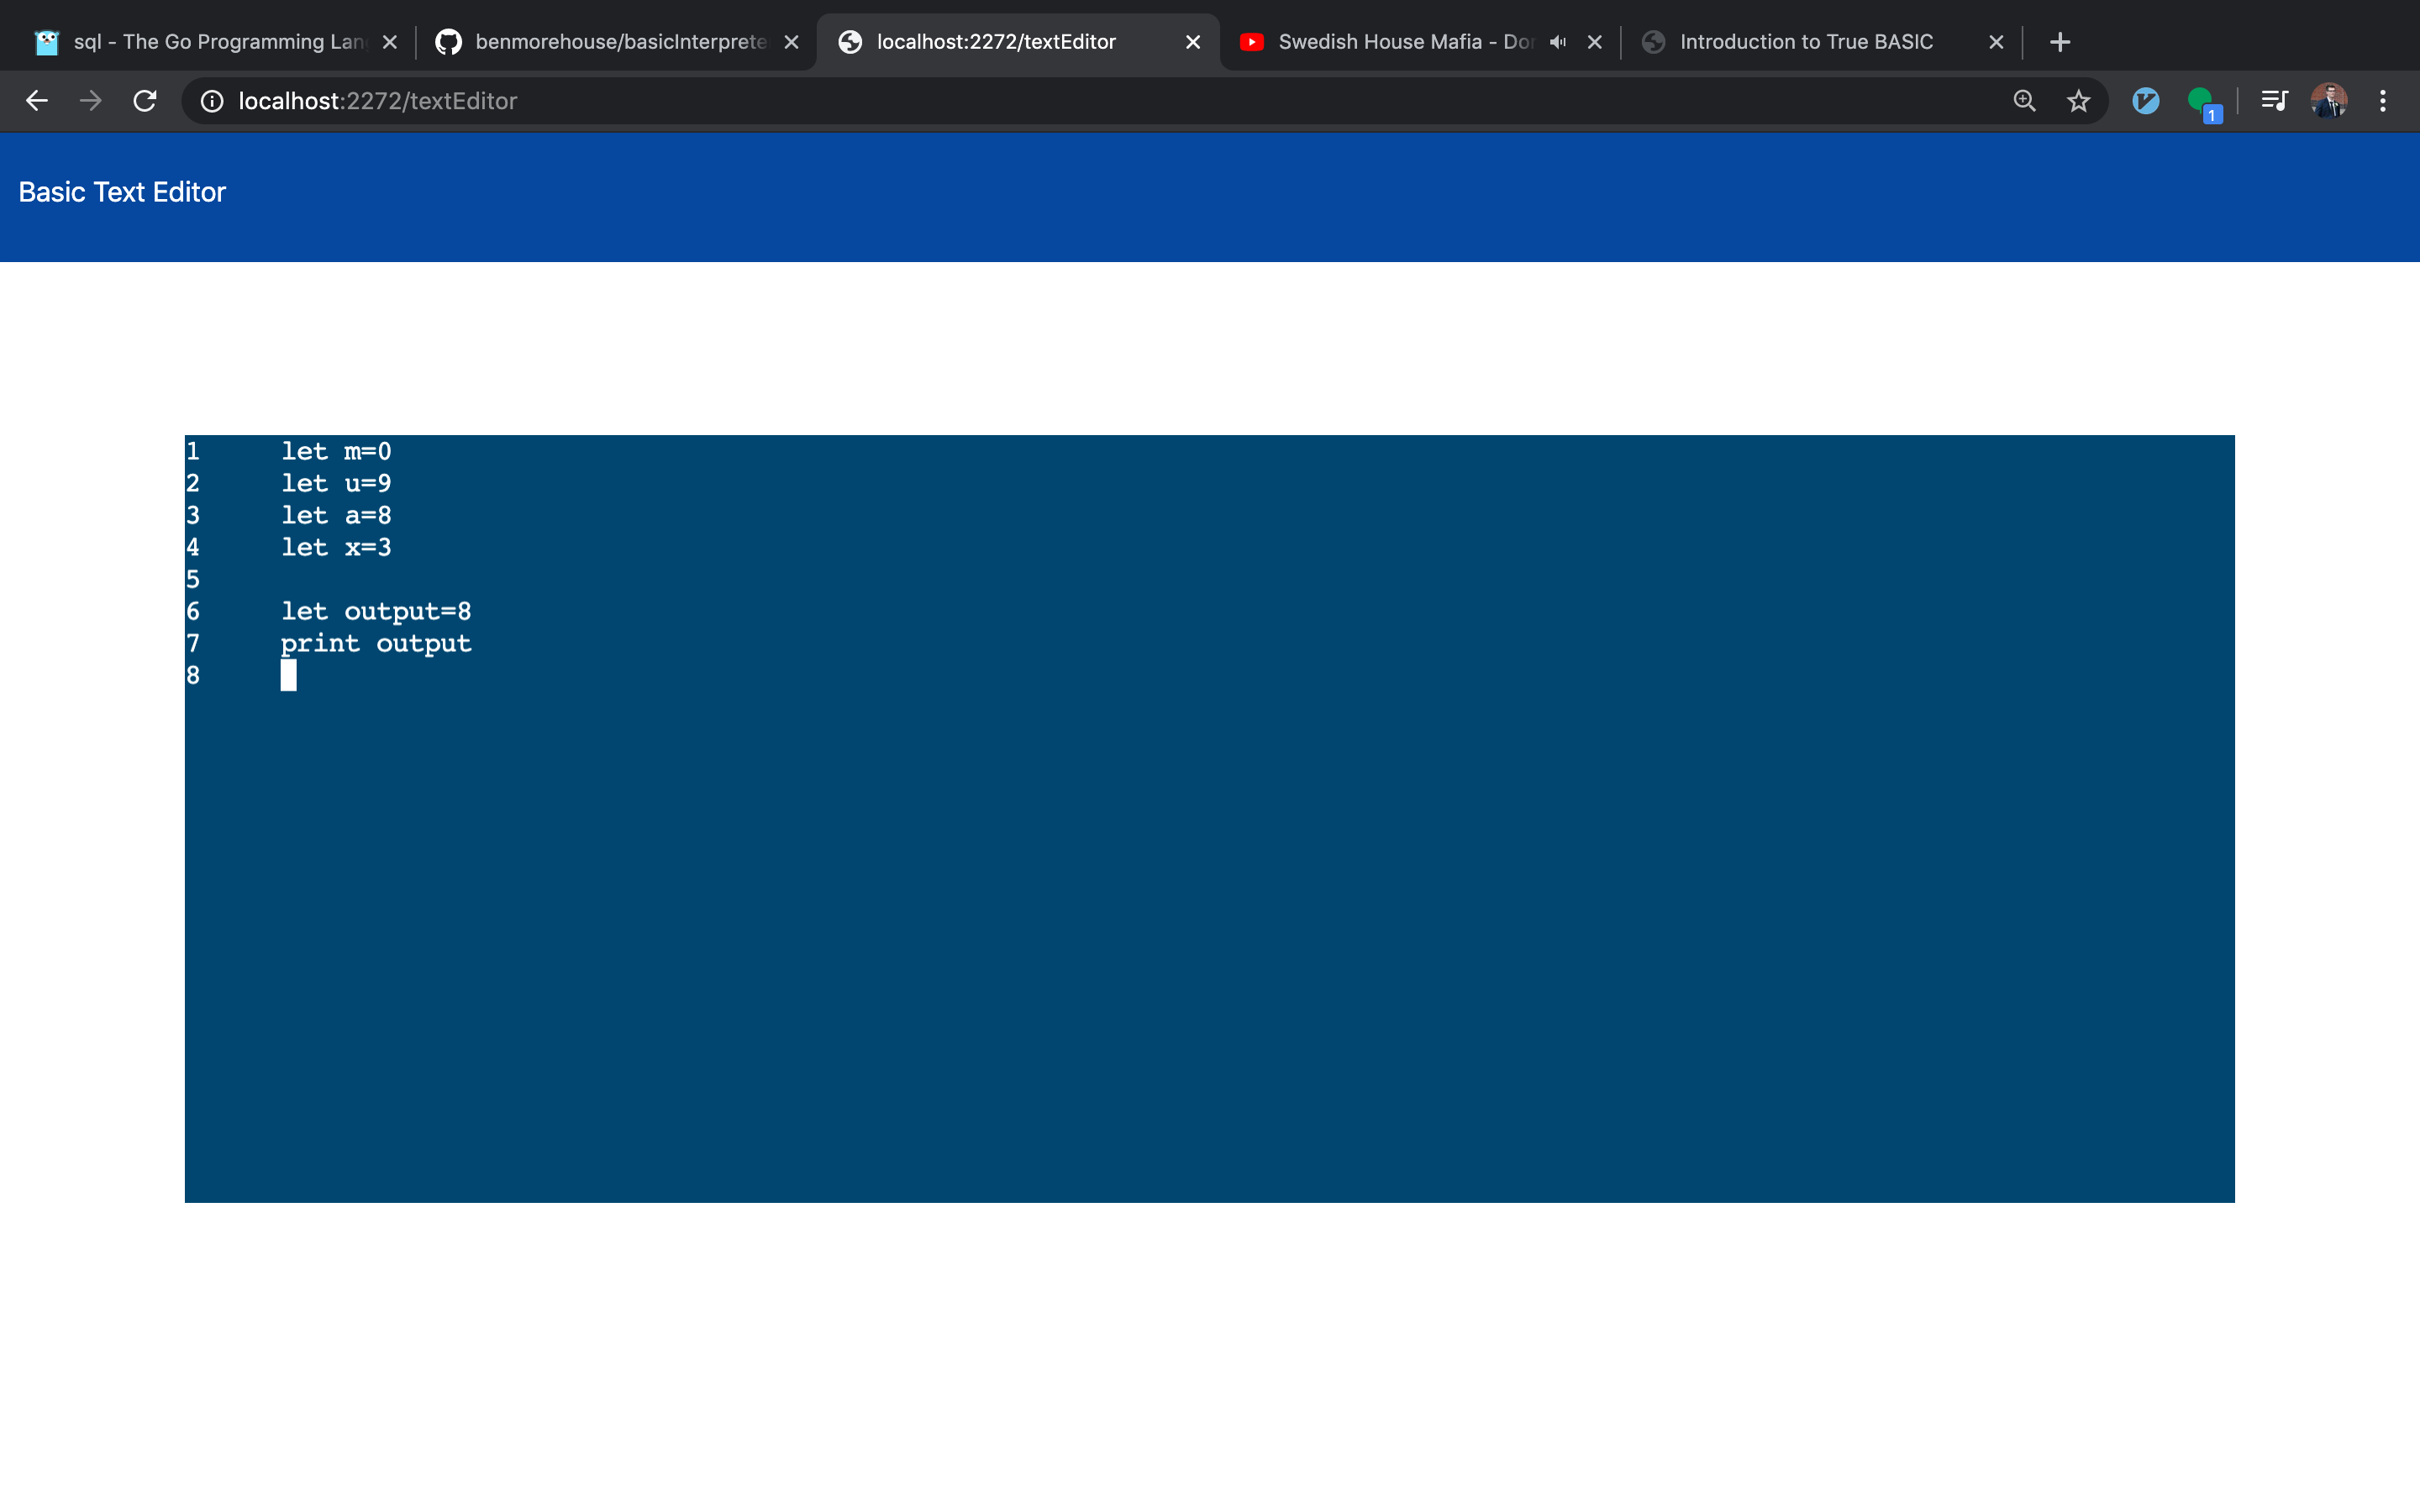 sql - The Go Programming Lan
benmorehouse/basicInterprete
localhost:2272/textEditor
Swedish House Mafia - Don
Introduction to True BASIC
localhost:2272/textEditor
1
Basic Text Editor
1 let m=0
2 let u=9
3 let a=8
4 let x=3
5
6 let output=8
7 print output
8